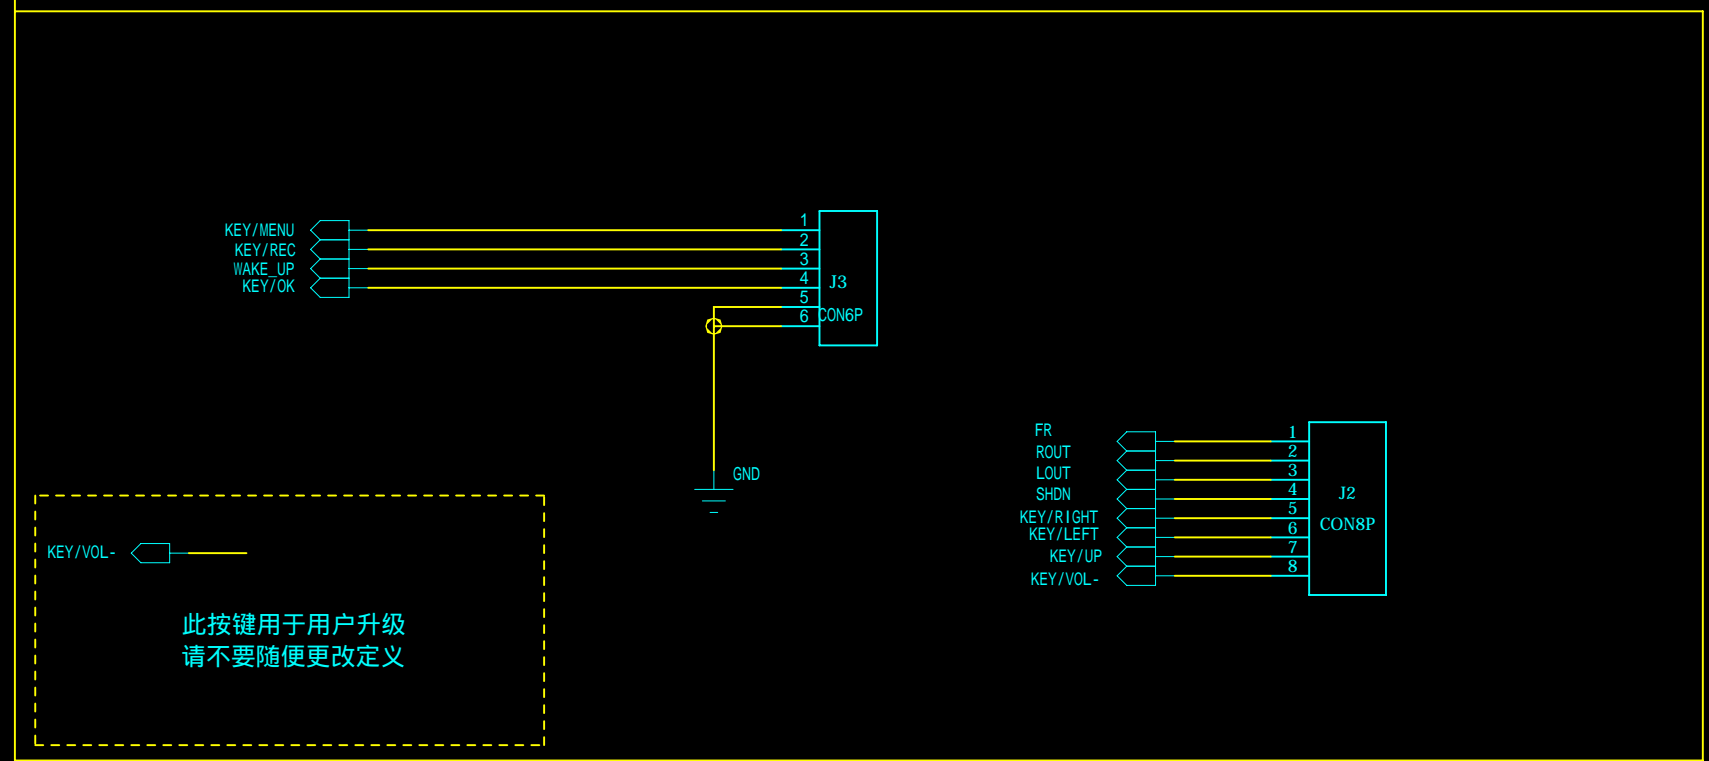 KEY/MENU
KEY/REC
WAKE_UP
KEY/OK
1
2
3
4
5
6
J3
CON6P
GND
FR
ROUT
LOUT
SHDN
KEY/RIGHT
KEY/LEFT
KEY/UP
KEY/VOL-
1
2
3
4
5
6
7
8
J2
CON8P
KEY/VOL-
此按键用于用户升级
请不要随便更改定义